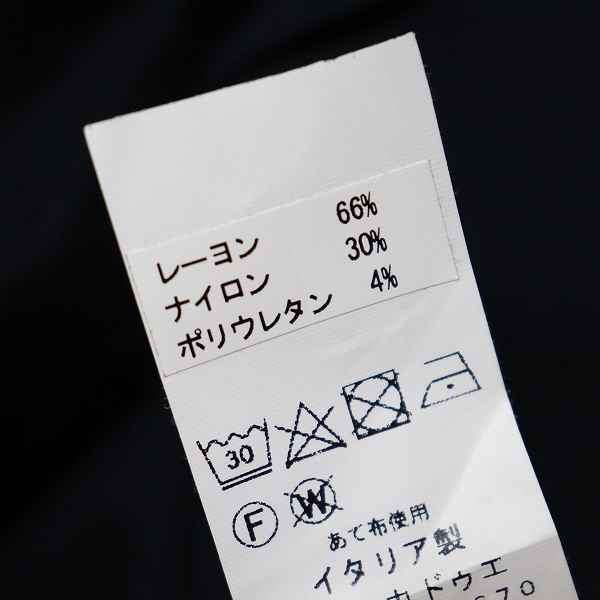 レーヨン 66%
ナイロン 30%
ポリウレタン 4%
30
F W
あて布使用
イタリア製